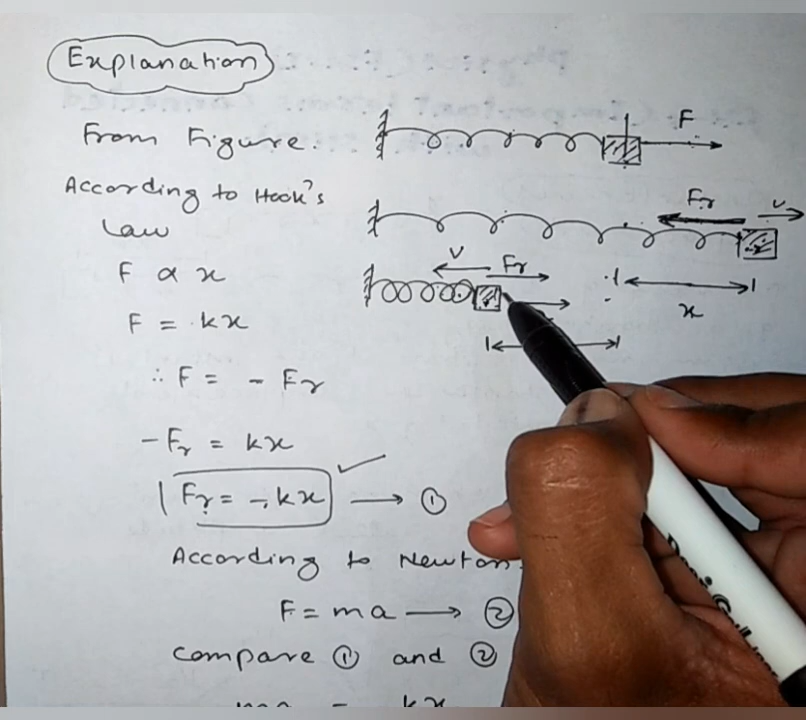 Explanation
From Figure.
F
According to Hook's
Law
Fr
v
F ∝ x
v
Fr
x
F = kx
∴ F = - Fr
-Fr = kx
Fr = - kx → ①
According to Newton
F = ma → ②
compare ① and ②